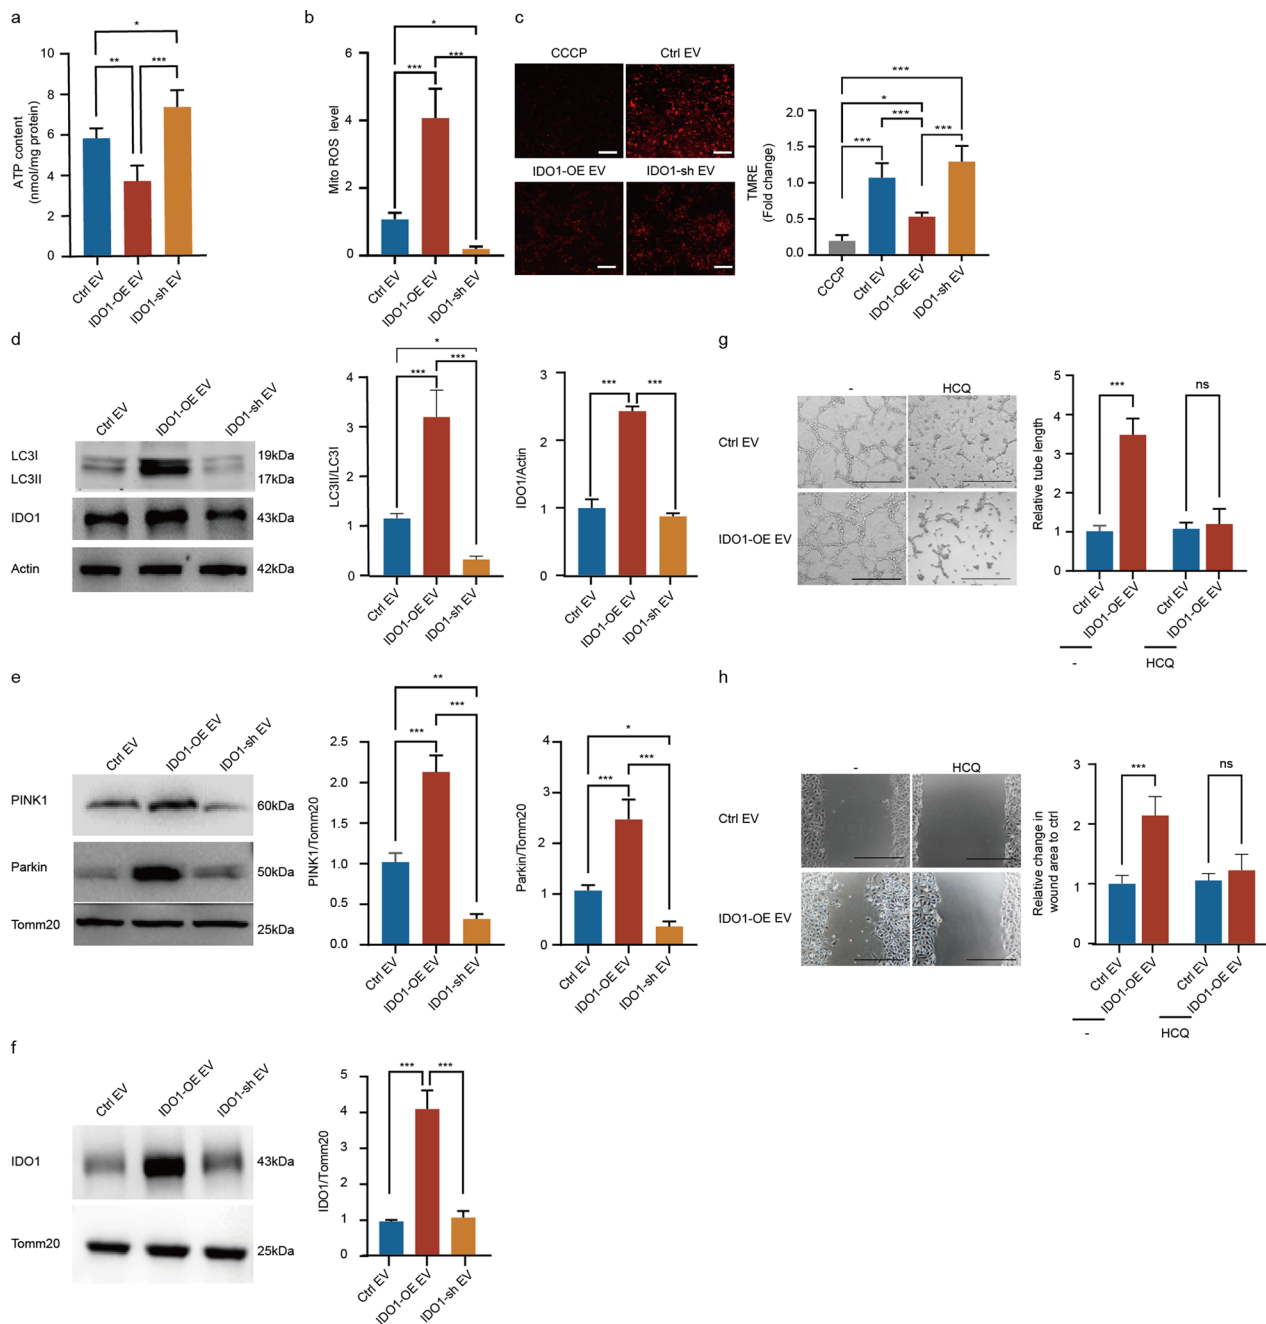 a
*
**
***
10
8
6
4
2
0
ATP content
(nmol/mg protein)
Ctrl EV
IDO1-OE EV
IDO1-sh EV
b
*
***
***
6
4
2
0
Mito ROS level
Ctrl EV
IDO1-OE EV
IDO1-sh EV
c
CCCP
Ctrl EV
IDO1-OE EV
IDO1-sh EV
***
*
***
***
***
2.0
1.5
1.0
0.5
0.0
TMRE
(Fold change)
CCCP
Ctrl EV
IDO1-OE EV
IDO1-sh EV
d
Ctrl EV
IDO1-OE EV
IDO1-sh EV
LC3I
19kDa
LC3II
17kDa
IDO1
43kDa
Actin
42kDa
*
***
***
4
3
2
1
0
LC3II/LC3I
Ctrl EV
IDO1-OE EV
IDO1-sh EV
***
***
3
2
1
0
IDO1/Actin
Ctrl EV
IDO1-OE EV
IDO1-sh EV
e
Ctrl EV
IDO1-OE EV
IDO1-sh EV
PINK1
60kDa
Parkin
50kDa
Tomm20
25kDa
**
***
***
2.5
2.0
1.5
1.0
0.5
0.0
PINK1/Tomm20
Ctrl EV
IDO1-OE EV
IDO1-sh EV
*
***
***
4
3
2
1
0
Parkin/Tomm20
Ctrl EV
IDO1-OE EV
IDO1-sh EV
f
Ctrl EV
IDO1-OE EV
IDO1-sh EV
IDO1
43kDa
Tomm20
25kDa
***
***
5
4
3
2
1
0
IDO1/Tomm20
Ctrl EV
IDO1-OE EV
IDO1-sh EV
g
-
HCQ
Ctrl EV
IDO1-OE EV
***
ns
5
4
3
2
1
0
Relative tube length
Ctrl EV
IDO1-OE EV
Ctrl EV
IDO1-OE EV
-
HCQ
h
-
HCQ
Ctrl EV
IDO1-OE EV
***
ns
3
2
1
0
Relative change in
wound area to ctrl
Ctrl EV
IDO1-OE EV
Ctrl EV
IDO1-OE EV
-
HCQ